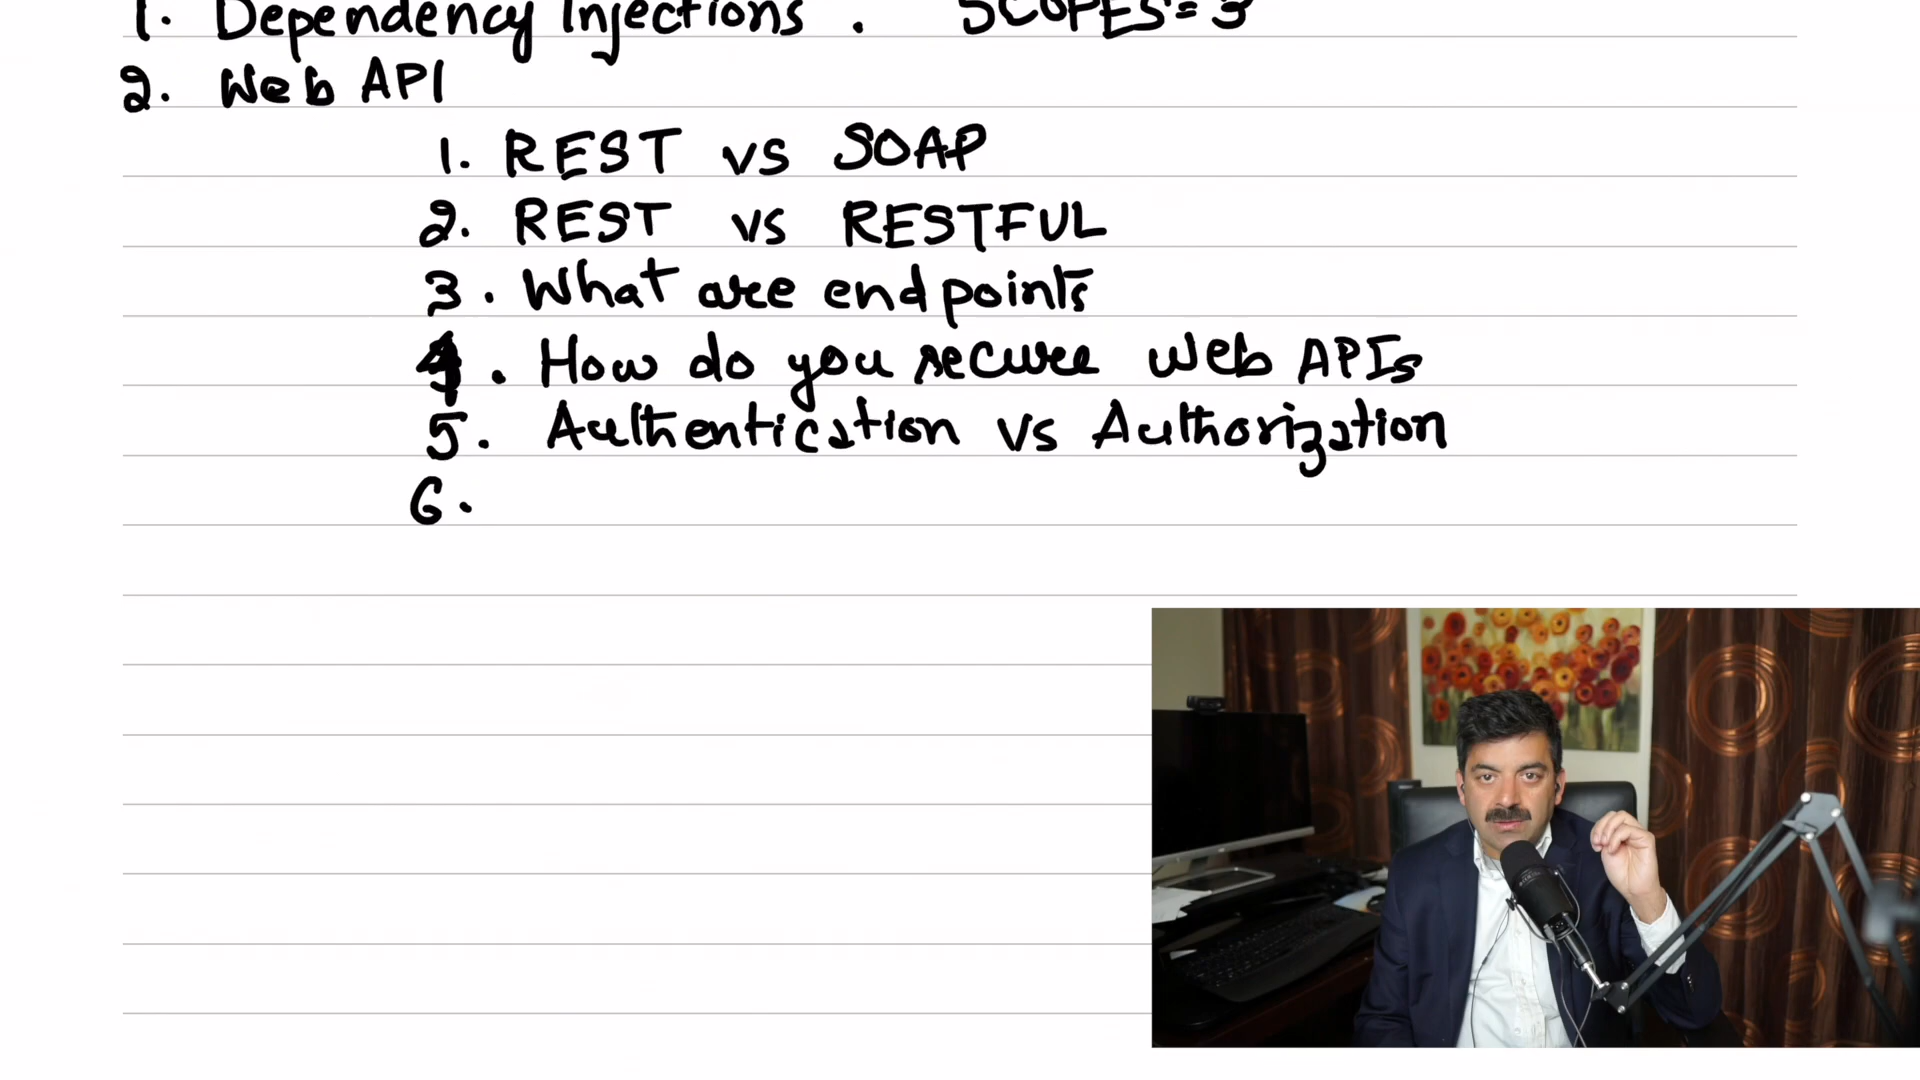 1. Dependency Injections . SCOPES = 3
2. Web API
1. REST vs SOAP
2. REST vs RESTFUL
3. What are endpoints
4. How do you secure web APIs
5. Authentication vs Authorization
6.